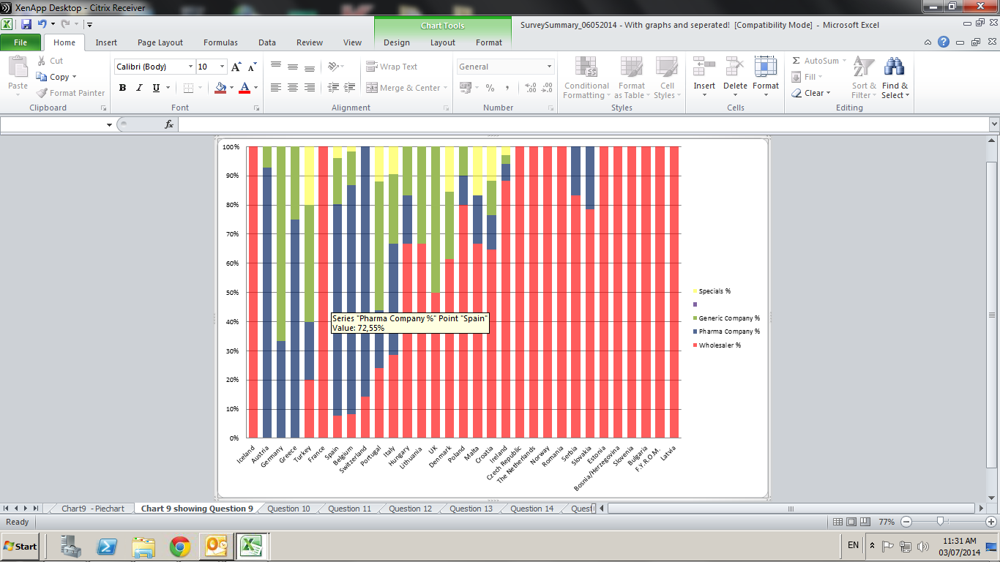 XenApp Desktop - Citrix Receiver
Chart Tools
SurveySummary_06052014 - With graphs and seperated!  [Compatibility Mode]  -  Microsoft Excel
File Home Insert Page Layout Formulas Data Review View Design Layout Format
Paste
Cut
Copy
Format Painter
Clipboard
Calibri (Body) 10
B I U
Font
Wrap Text
Merge & Center
Alignment
General
% ,
Number
Conditional Formatting
Format as Table
Cell Styles
Styles
Insert Delete Format
Cells
Σ AutoSum
Fill
Clear
Sort & Filter
Find & Select
Editing
fx
100%
90%
80%
70%
60%
50%
40%
30%
20%
10%
0%
Series "Pharma Company %" Point "Spain"
Value: 72,55%
Specials %
Generic Company %
Pharma Company %
Wholesaler %
Iceland
Austria
Germany
Greece
Turkey
France
Spain
Belgium
Switzerland
Portugal
Italy
Hungary
Lithuania
UK
Denmark
Poland
Malta
Croatia
Ireland
Czech Republic
The Netherlands
Norway
Romania
Serbia
Slovakia
Estonia
Bosnia/Herzegovina
Slovenia
Bulgaria
F.Y.R.O.M.
Latvia
Chart9  - Piechart Chart 9 showing Question 9 Question 10 Question 11 Question 12 Question 13 Question 14
Ready 77%
Start EN 11:31 AM
03/07/2014